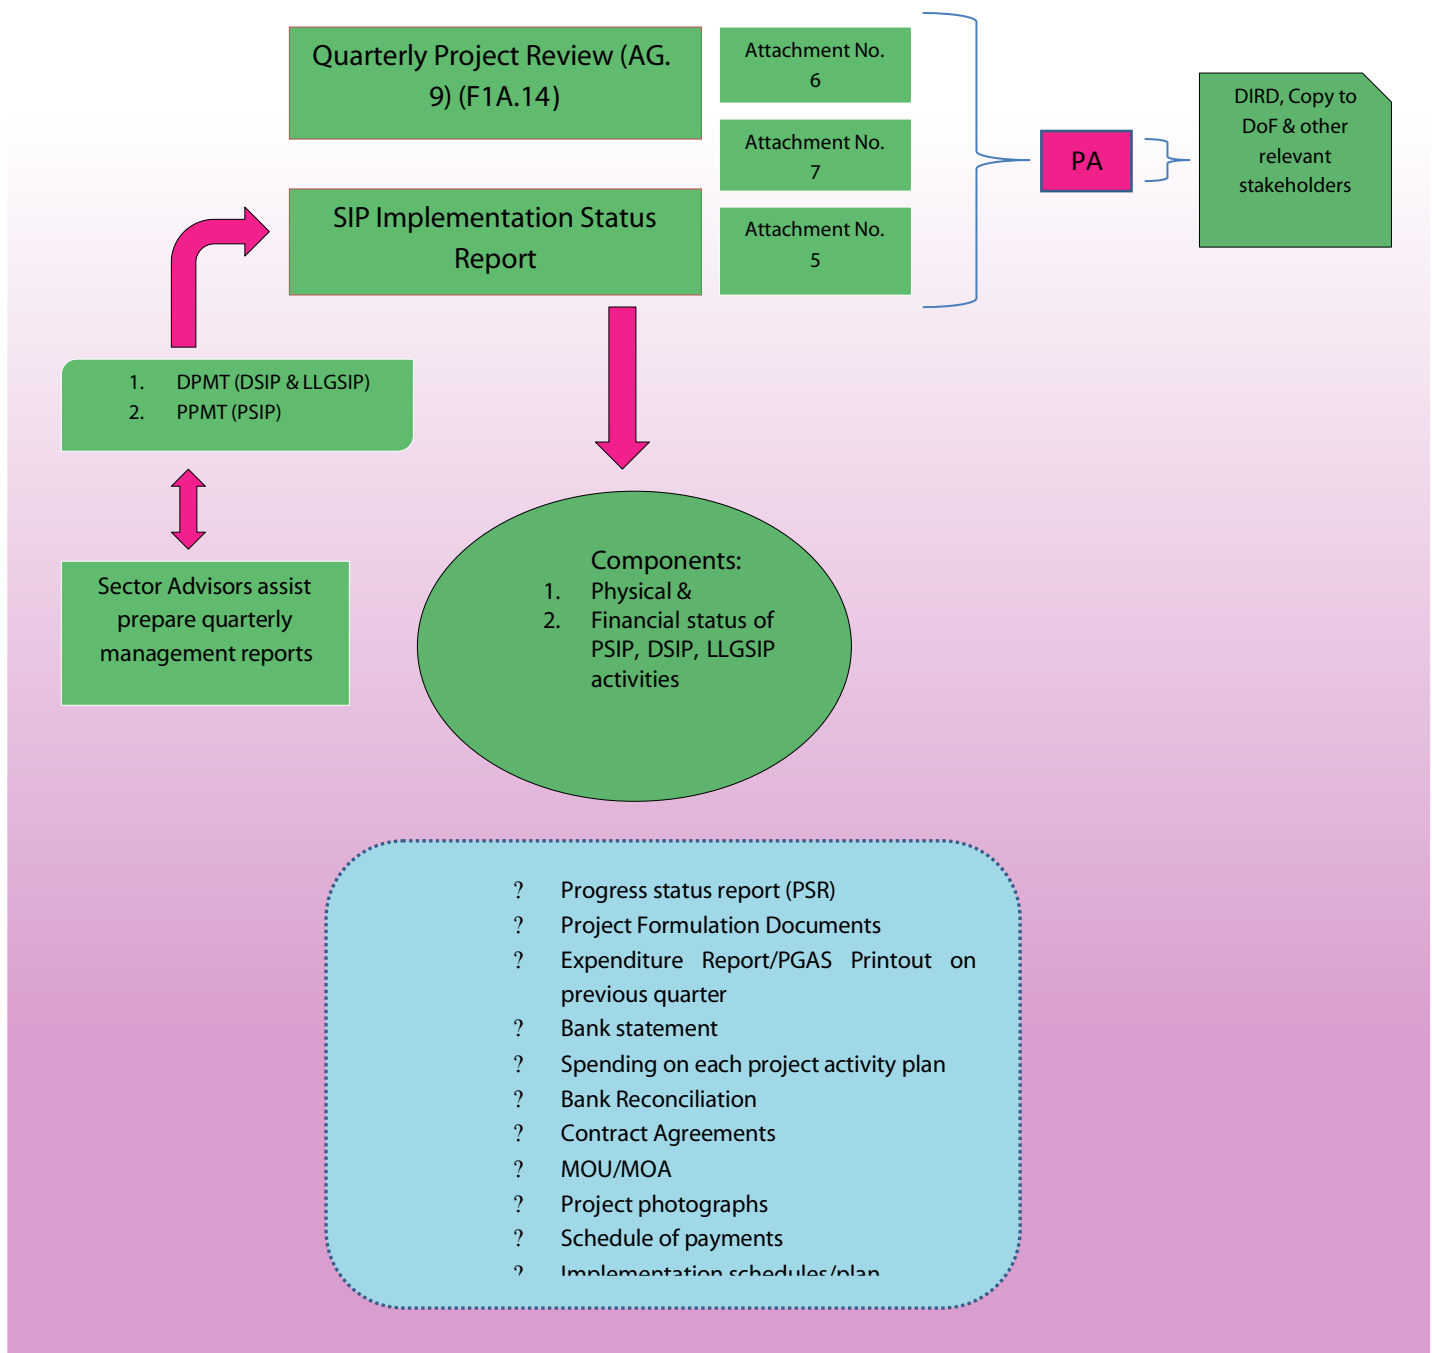 Quarterly Project Review (AG.
9) (F1A.14)
Attachment No.
6
Attachment No.
7
SIP Implementation Status
Report
Attachment No.
5
PA
DIRD, Copy to
DoF & other
relevant
stakeholders
1. DPMT (DSIP & LLGSIP)
2. PPMT (PSIP)
Sector Advisors assist
prepare quarterly
management reports
Components:
1. Physical &
2. Financial status of
PSIP, DSIP, LLGSIP
activities
? Progress status report (PSR)
? Project Formulation Documents
? Expenditure Report/PGAS Printout on
previous quarter
? Bank statement
? Spending on each project activity plan
? Bank Reconciliation
? Contract Agreements
? MOU/MOA
? Project photographs
? Schedule of payments
? Implementation schedules/plan